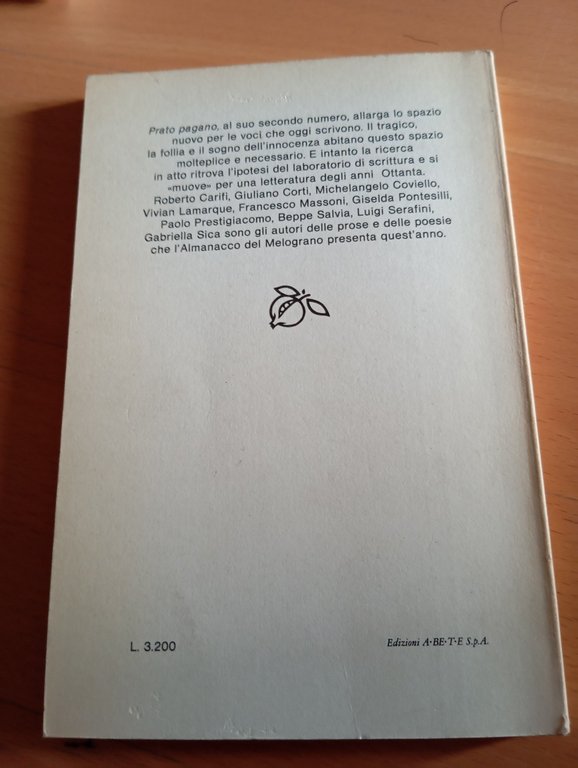 Prato pagano, al suo secondo numero, allarga lo spazio
nuovo per le voci che oggi scrivono. Il tragico,
la follia e il sogno dell'innocenza abitano questo spazio
molteplice e necessario. E intanto la ricerca
in atto ritrova l'ipotesi del laboratorio di scrittura e si
«muove» per una letteratura degli anni Ottanta.
Roberto Carifi, Giuliano Corti, Michelangelo Coviello,
Vivian Lamarque, Francesco Massoni, Giselda Pontesilli,
Paolo Prestigiacomo, Beppe Salvia, Luigi Serafini,
Gabriella Sica sono gli autori delle prose e delle poesie
che l'Almanacco del Melograno presenta quest'anno.
L. 3.200
Edizioni A·BE·T·E S.p.A.